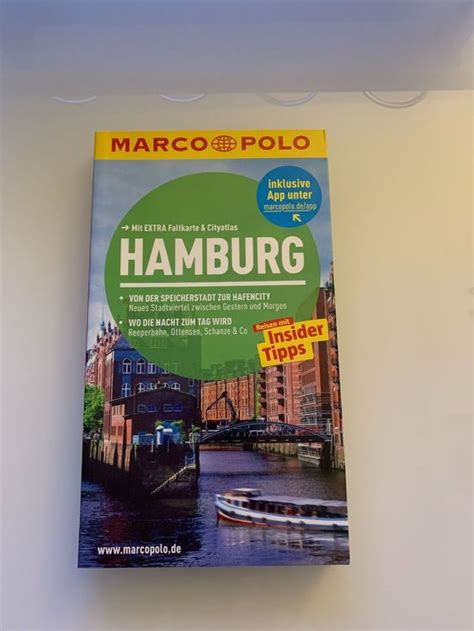 MARCO POLO
inklusive
App unter
marcopolo.de/app
→ Mit EXTRA Faltkarte & Cityatlas
HAMBURG
• VON DER SPEICHERSTADT ZUR HAFENCITY
Neues Stadtviertel zwischen Gestern und Morgen
• WO DIE NACHT ZUM TAG WIRD
Reeperbahn, Ottensen, Schanze & Co
Reisen mit
Insider
Tipps
www.marcopolo.de